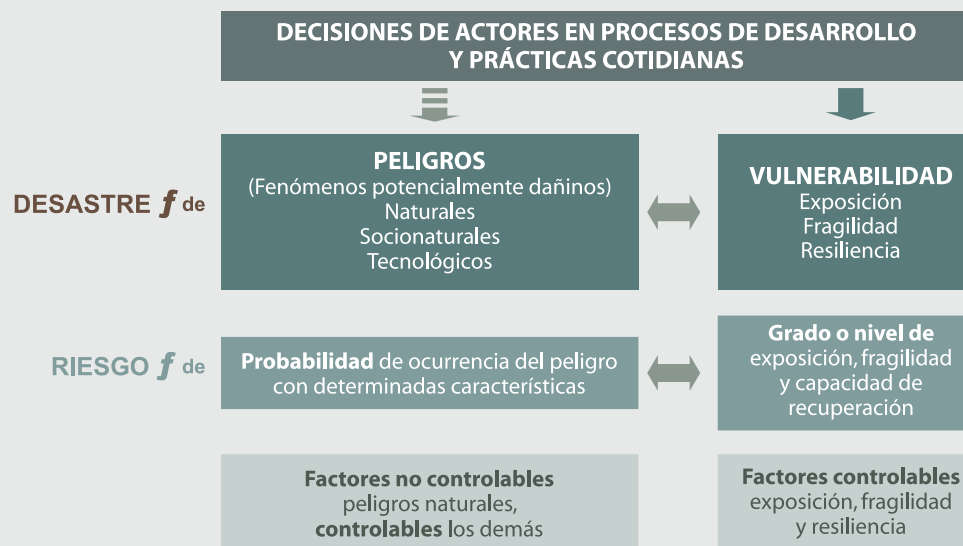 DECISIONES DE ACTORES EN PROCESOS DE DESARROLLO
Y PRÁCTICAS COTIDIANAS
DESASTRE ƒ de
PELIGROS
(Fenómenos potencialmente dañinos)
Naturales
Socionaturales
Tecnológicos
VULNERABILIDAD
Exposición
Fragilidad
Resiliencia
RIESGO ƒ de
Probabilidad de ocurrencia del peligro
con determinadas características
Grado o nivel de
exposición, fragilidad
y capacidad de
recuperación
Factores no controlables
peligros naturales,
controlables los demás
Factores controlables
exposición, fragilidad
y resiliencia